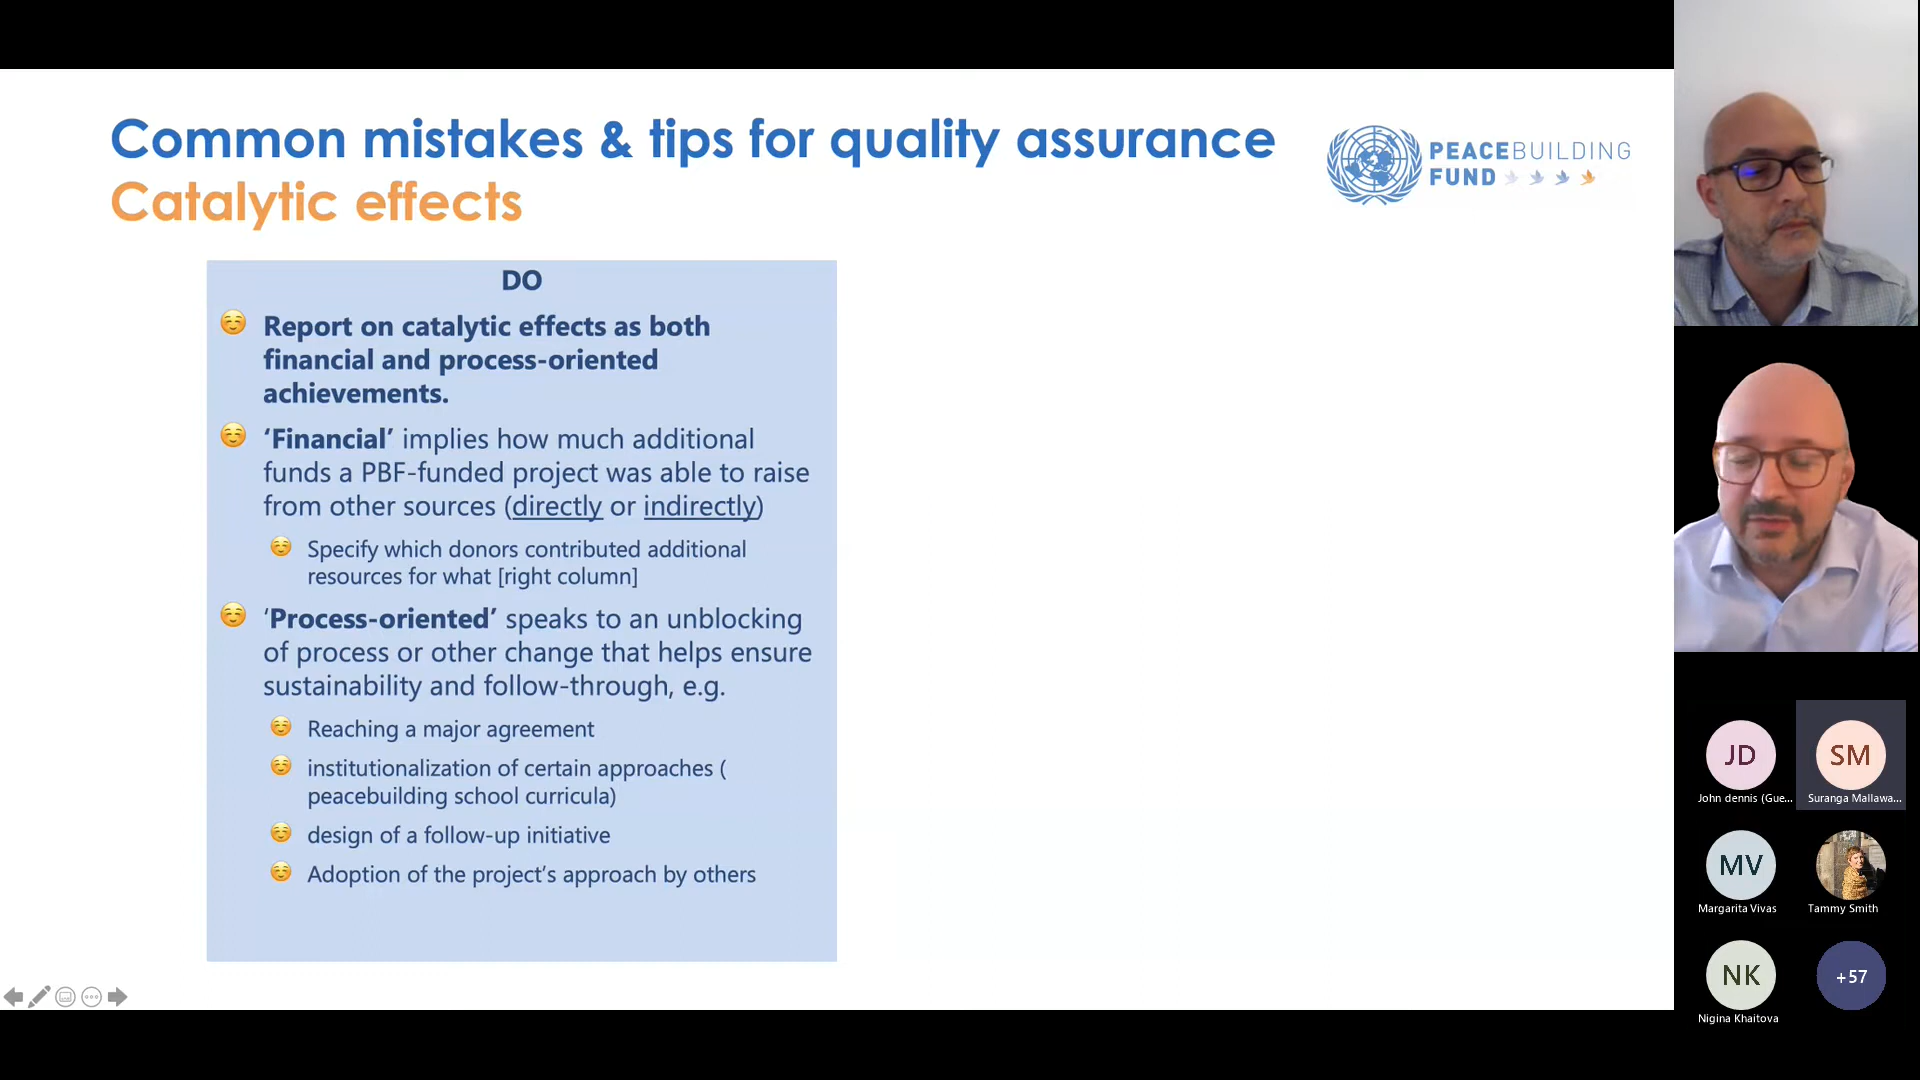 Common mistakes & tips for quality assurance
Catalytic effects
PEACEBUILDING
FUND
DO
Report on catalytic effects as both
financial and process-oriented
achievements.
‘Financial’ implies how much additional
funds a PBF-funded project was able to raise
from other sources (directly or indirectly)
Specify which donors contributed additional
resources for what [right column]
‘Process-oriented’ speaks to an unblocking
of process or other change that helps ensure
sustainability and follow-through, e.g.
Reaching a major agreement
institutionalization of certain approaches (
peacebuilding school curricula)
design of a follow-up initiative
Adoption of the project’s approach by others
JD
John dennis (Gue...
SM
Suranga Mallawa...
MV
Margarita Vivas
Tammy Smith
NK
Nigina Khaitova
+57